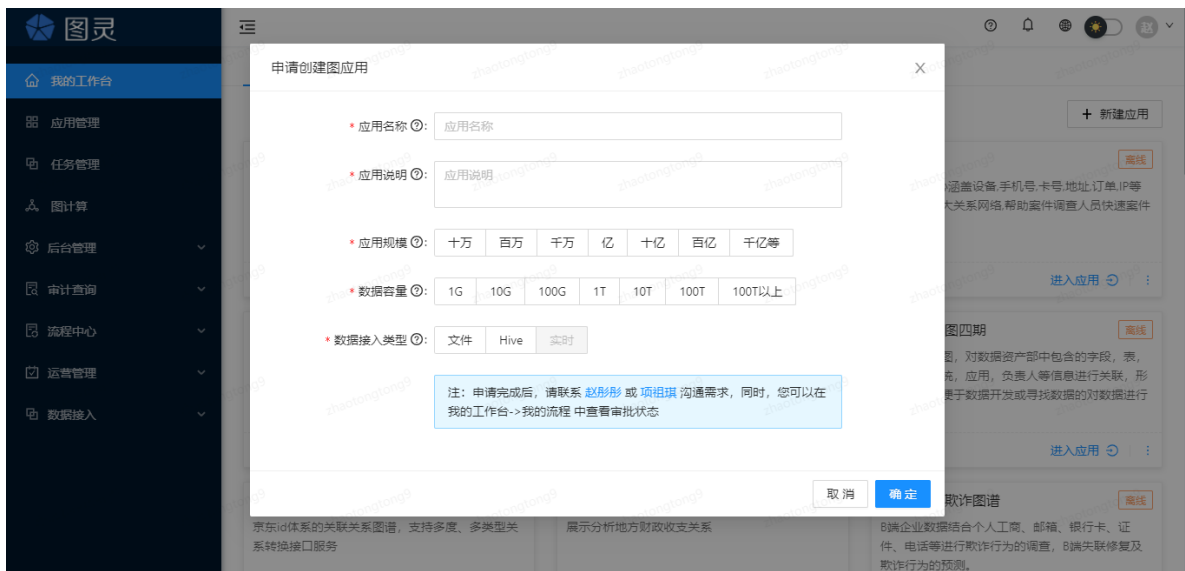 图灵
赵
我的工作台
应用管理
任务管理
图计算
后台管理
审计查询
流程中心
运营管理
数据接入
申请创建图应用
* 应用名称 :
应用名称
* 应用说明 :
应用说明
* 应用规模 :
十万 百万 千万 亿 十亿 百亿 千亿等
* 数据容量 :
1G 10G 100G 1T 10T 100T 100T以上
* 数据接入类型 :
文件 Hive 实时
注：申请完成后，请联系 赵彤彤 或 项祖琪 沟通需求，同时，您可以在
我的工作台->我的流程 中查看审批状态
取 消 确 定
+ 新建应用
离线
涵盖设备,手机号,卡号,地址,订单,IP等
大关系网络,帮助案件调查人员快速案件
进入应用
图四期
离线
图，对数据资产部中包含的字段，表，
统，应用，负责人等信息进行关联，形
便于数据开发或寻找数据的对数据进行
进入应用
京东id体系的关联关系图谱，支持多度、多类型关
系转换接口服务
展示分析地方财政收支关系
欺诈图谱
离线
B端企业数据结合个人工商、邮箱、银行卡、证
件、电话等进行欺诈行为的调查，B端失联修复及
欺诈行为的预测。
zhaotong9